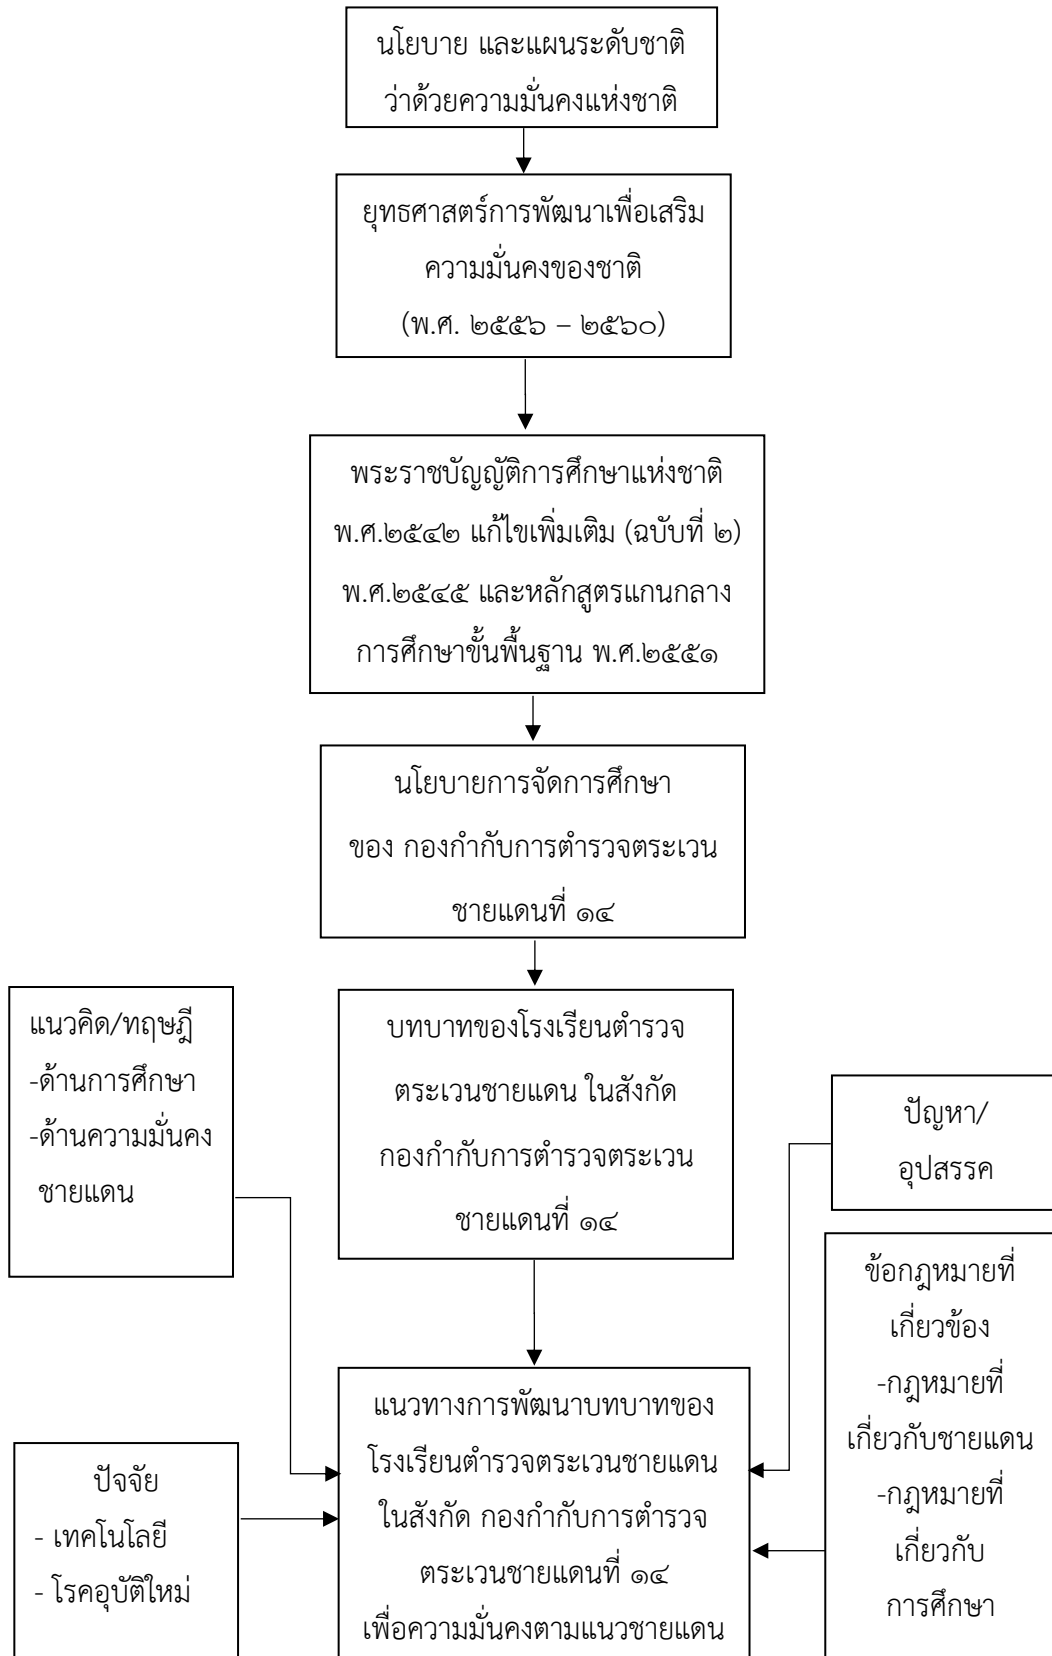 นโยบาย และแผนระดับชาติ
ว่าด้วยความมั่นคงแห่งชาติ
ยุทธศาสตร์การพัฒนาเพื่อเสริม
ความมั่นคงของชาติ
(พ.ศ. ๒๕๕๖ – ๒๕๖๐)
พระราชบัญญัติการศึกษาแห่งชาติ
พ.ศ.๒๕๔๒ แก้ไขเพิ่มเติม (ฉบับที่ ๒)
พ.ศ.๒๕๔๕ และหลักสูตรแกนกลาง
การศึกษาขั้นพื้นฐาน พ.ศ.๒๕๕๑
นโยบายการจัดการศึกษา
ของ กองกำกับการตำรวจตระเวน
ชายแดนที่ ๑๔
แนวคิด/ทฤษฎี
-ด้านการศึกษา
-ด้านความมั่นคง
ชายแดน
บทบาทของโรงเรียนตำรวจ
ตระเวนชายแดน ในสังกัด
กองกำกับการตำรวจตระเวน
ชายแดนที่ ๑๔
ปัญหา/
อุปสรรค
ข้อกฎหมายที่
เกี่ยวข้อง
-กฎหมายที่
เกี่ยวกับชายแดน
-กฎหมายที่
เกี่ยวกับ
การศึกษา
ปัจจัย
- เทคโนโลยี
- โรคอุบัติใหม่
แนวทางการพัฒนาบทบาทของ
โรงเรียนตำรวจตระเวนชายแดน
ในสังกัด กองกำกับการตำรวจ
ตระเวนชายแดนที่ ๑๔
เพื่อความมั่นคงตามแนวชายแดน